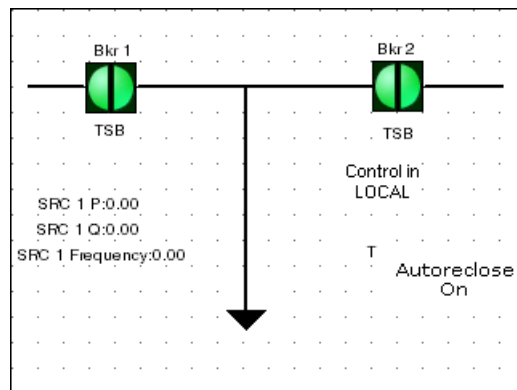 Bkr 1
Bkr 2
TSB
TSB
Control in
LOCAL
SRC 1 P:0.00
SRC 1 Q:0.00
SRC 1 Frequency:0.00
T
Autoreclose
On